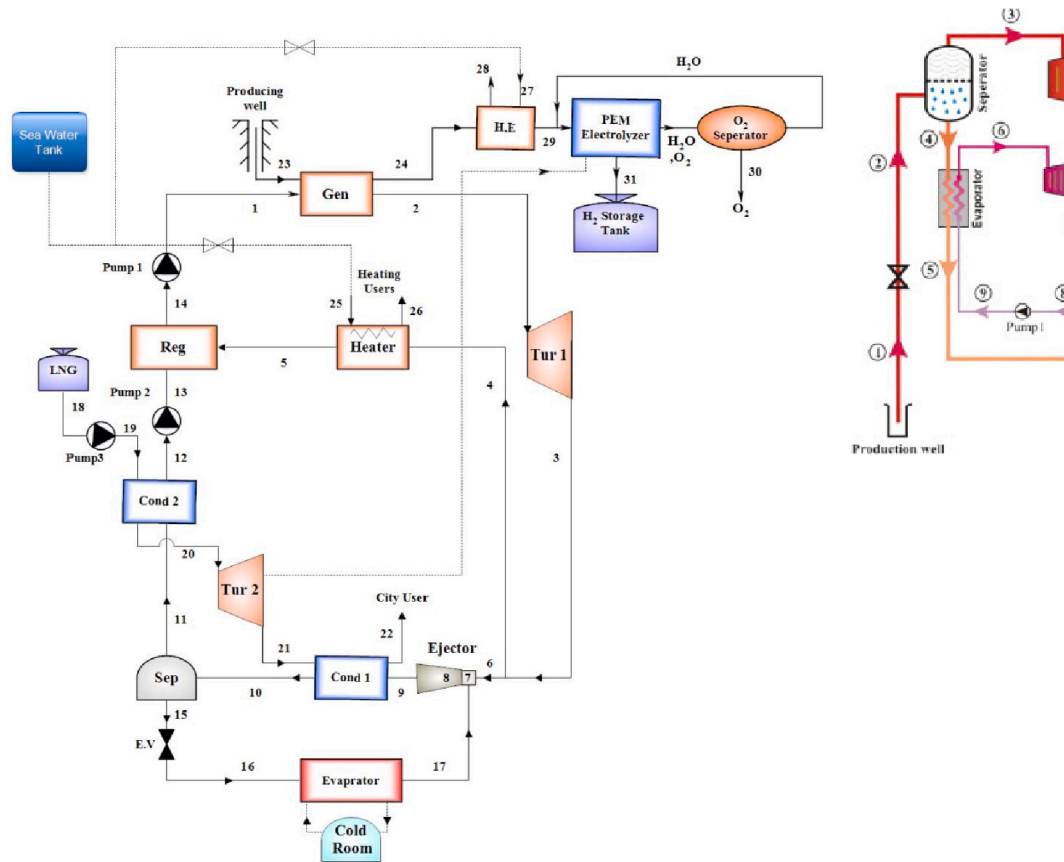 Sea Water
Tank
Producing
well
23
24
28
27
H.E
29
PEM
Electrolyzer
H₂O
H₂O
,O₂
O₂
Seperator
30
O₂
31
H₂ Storage
Tank
Gen
1
2
Pump 1
14
Reg
5
Heating
Users
25
26
Heater
4
Tur 1
3
LNG
18
Pump 2
13
19
Pump3
12
Cond 2
20
Tur 2
11
City User
21
22
Ejector
6
Sep
10
Cond 1
9
8
7
15
E.V
16
Evaprator
17
Cold
Room
③
Seperator
②
④
⑥
Evaporator
⑤
⑨
Pump 1
①
Production well